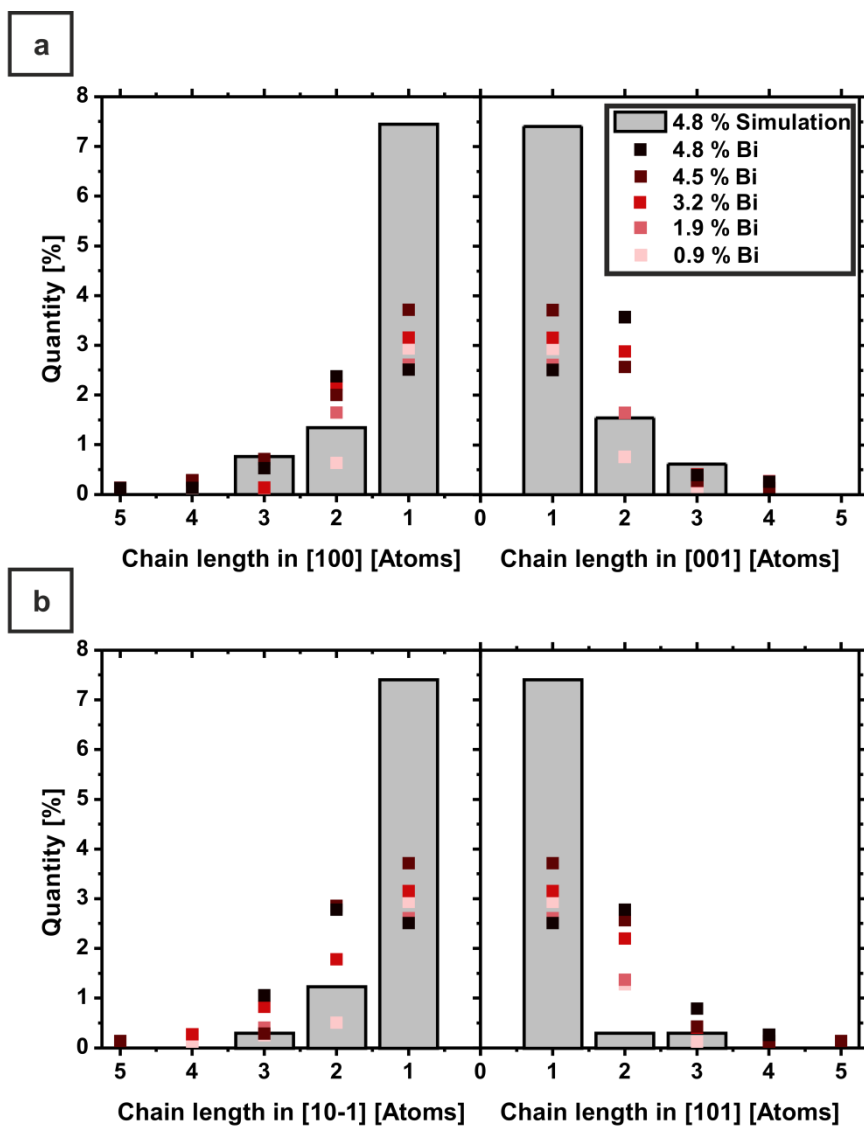 a
Quantity [%]
8
7
6
5
4
3
2
1
0
4.8 % Simulation
4.8 % Bi
4.5 % Bi
3.2 % Bi
1.9 % Bi
0.9 % Bi
5 4 3 2 1 0 1 2 3 4 5
Chain length in [100] [Atoms] Chain length in [001] [Atoms]
b
Quantity [%]
8
7
6
5
4
3
2
1
0
5 4 3 2 1 0 1 2 3 4 5
Chain length in [10-1] [Atoms] Chain length in [101] [Atoms]